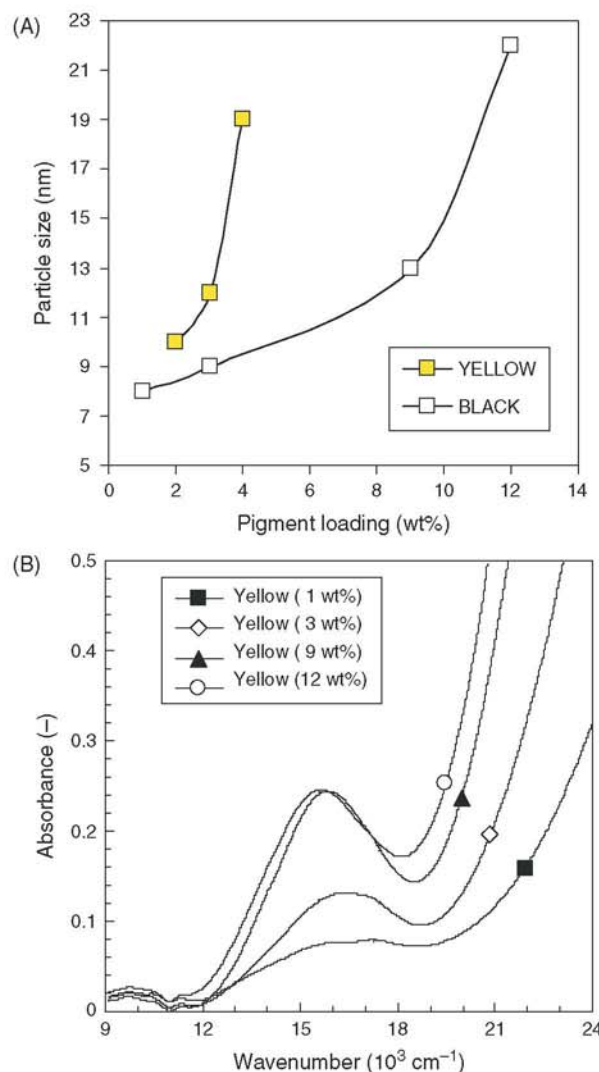 (A)
23
21
19
17
15
13
11
9
7
5
Particle size (nm)
YELLOW
BLACK
0 2 4 6 8 10 12 14
Pigment loading (wt%)
(B)
0.5
0.4
0.3
0.2
0.1
0
Absorbance (–)
Yellow ( 1 wt%)
Yellow ( 3 wt%)
Yellow ( 9 wt%)
Yellow (12 wt%)
9 12 15 18 21 24
Wavenumber (10³ cm⁻¹)